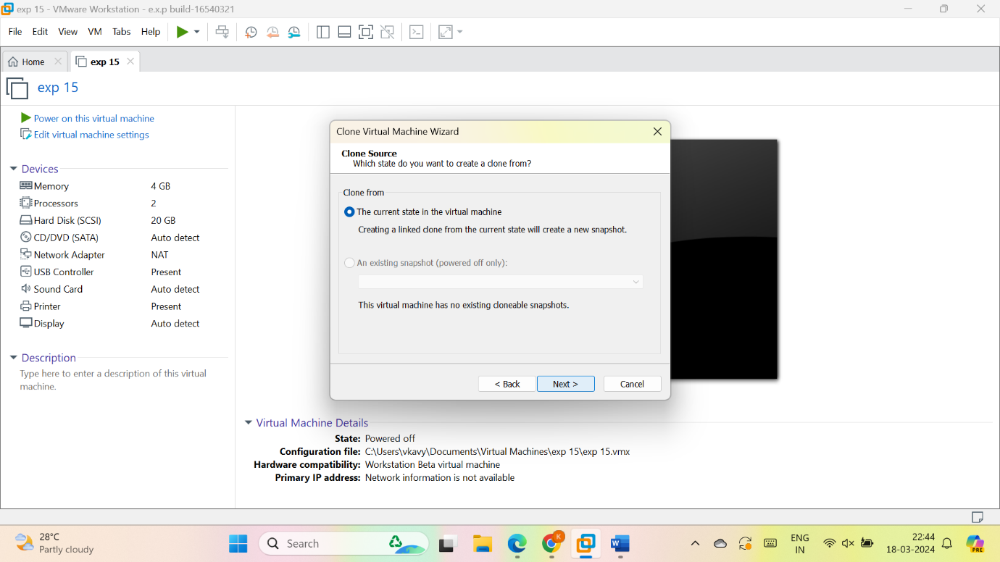 exp 15 - VMware Workstation - e.x.p build-16540321
File Edit View VM Tabs Help
Home exp 15
exp 15
Power on this virtual machine
Edit virtual machine settings
Devices
Memory 4 GB
Processors 2
Hard Disk (SCSI) 20 GB
CD/DVD (SATA) Auto detect
Network Adapter NAT
USB Controller Present
Sound Card Auto detect
Printer Present
Display Auto detect
Description
Type here to enter a description of this virtual
machine.
Clone Virtual Machine Wizard
Clone Source
Which state do you want to create a clone from?
Clone from
The current state in the virtual machine
Creating a linked clone from the current state will create a new snapshot.
An existing snapshot (powered off only):
This virtual machine has no existing cloneable snapshots.
< Back Next > Cancel
Virtual Machine Details
State: Powered off
Configuration file: C:\Users\vkavy\Documents\Virtual Machines\exp 15\exp 15.vmx
Hardware compatibility: Workstation Beta virtual machine
Primary IP address: Network information is not available
28°C
Partly cloudy
Search
K
W
ENG
IN
22:44
18-03-2024
PRE